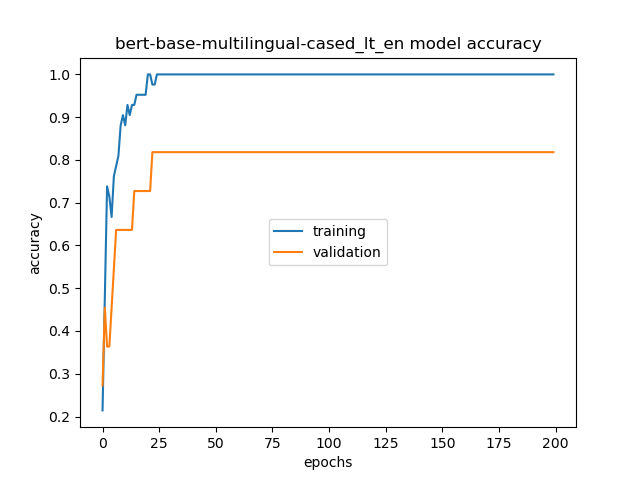 bert-base-multilingual-cased_lt_en model accuracy
1.0
0.9
0.8
0.7
0.6
0.5
0.4
0.3
0.2
accuracy
training
validation
0 25 50 75 100 125 150 175 200
epochs